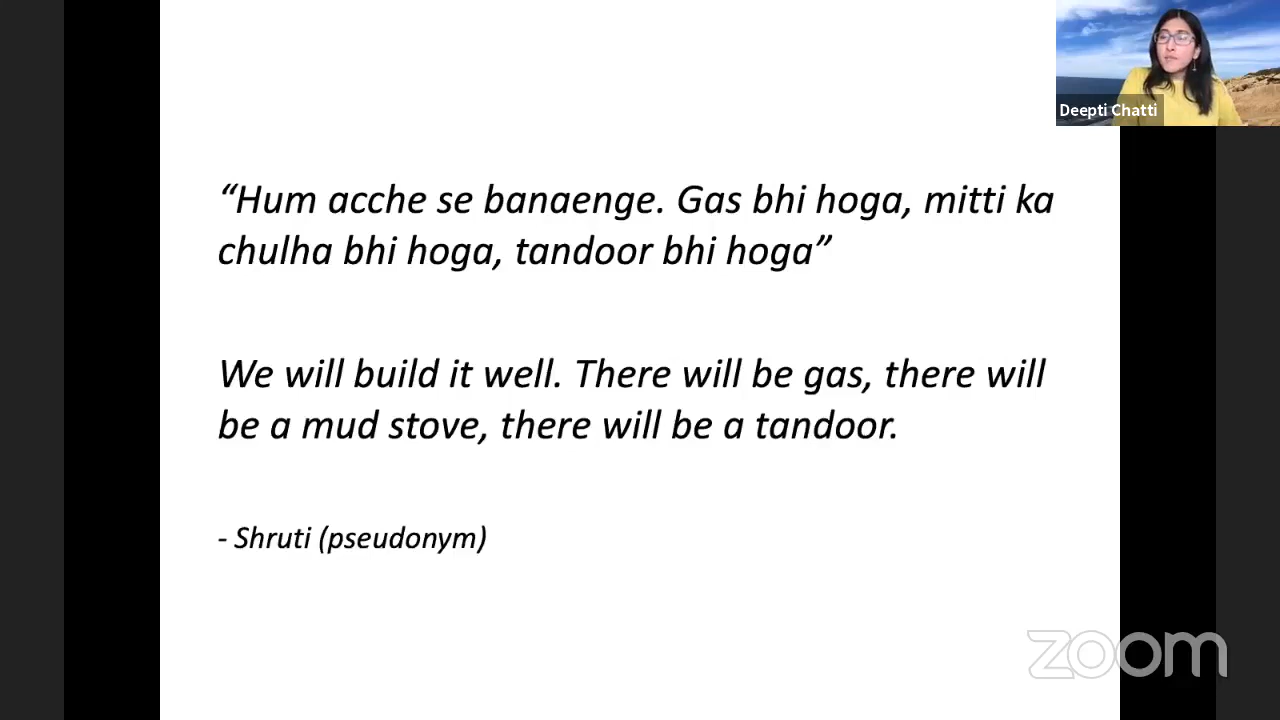 Deepti Chatti
“Hum acche se banaenge. Gas bhi hoga, mitti ka
chulha bhi hoga, tandoor bhi hoga”
We will build it well. There will be gas, there will
be a mud stove, there will be a tandoor.
- Shruti (pseudonym)
zoom